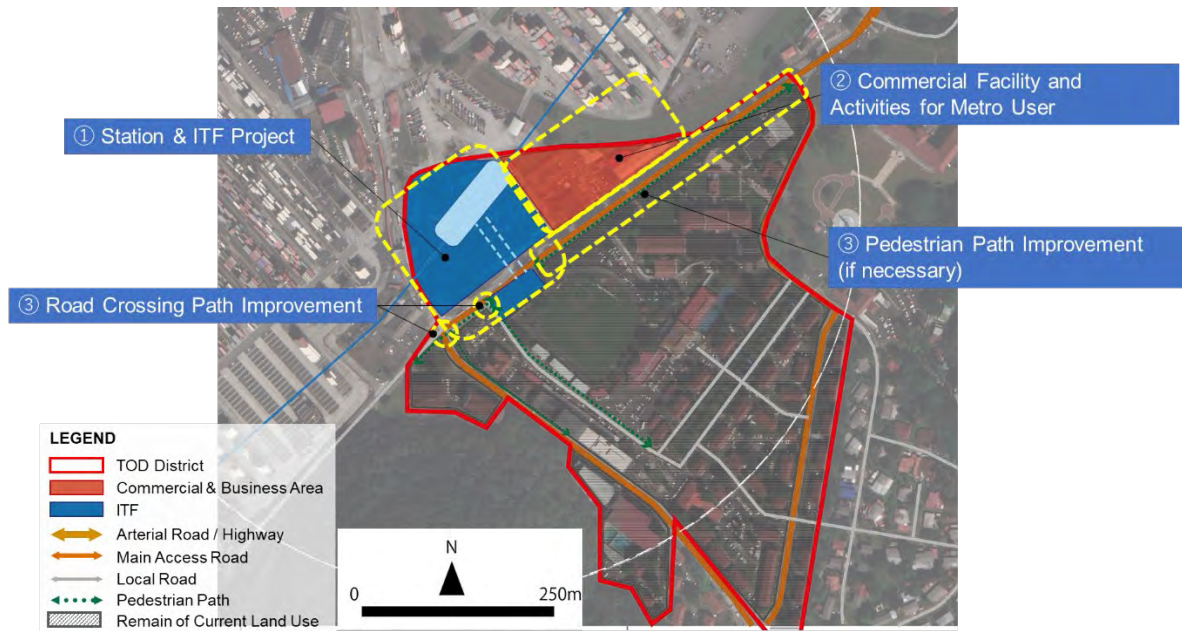 ② Commercial Facility and
Activities for Metro User
① Station & ITF Project
③ Pedestrian Path Improvement
(if necessary)
③ Road Crossing Path Improvement
LEGEND
TOD District
Commercial & Business Area
ITF
Arterial Road / Highway
Main Access Road
Local Road
Pedestrian Path
Remain of Current Land Use
N
0 250m